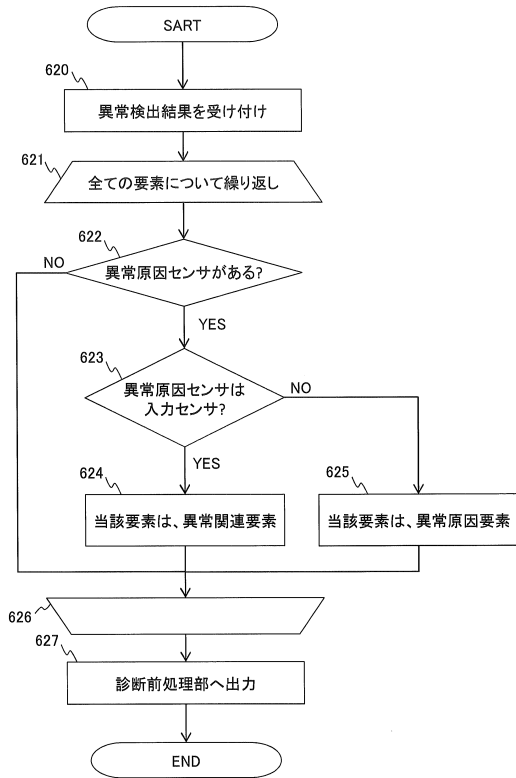 SART
620
異常検出結果を受け付け
621
全ての要素について繰り返し
622
NO
異常原因センサがある?
YES
623
異常原因センサは
入力センサ?
NO
YES
624
当該要素は、異常関連要素
625
当該要素は、異常原因要素
626
627
診断前処理部へ出力
END